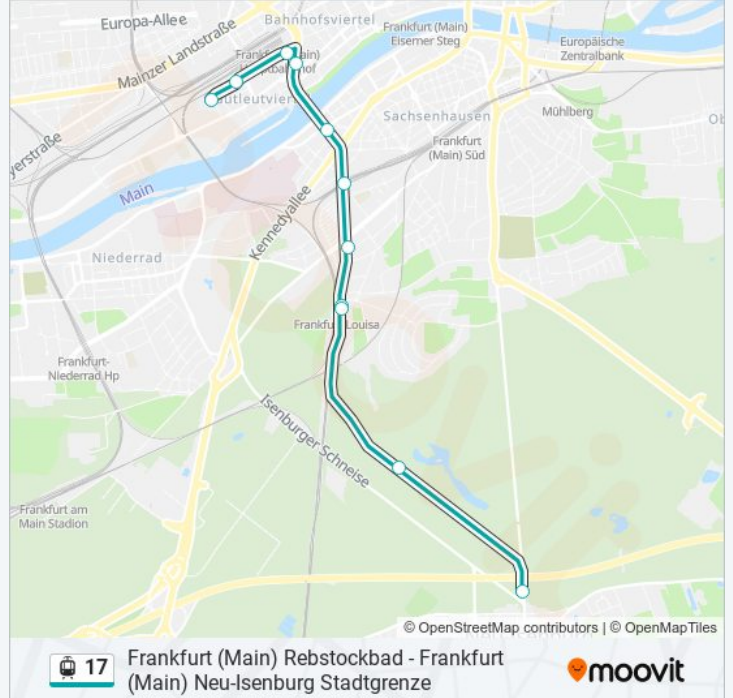 Europa-Allee
Bahnhofsviertel
Mainzer Landstraße
Frankfurt (Main)
Eiserner Steg
Europäische
Zentralbank
Sachsenhausen
Mühlberg
Frankfurt
(Main) Süd
Main
Kennedyallee
Niederrad
Louisa
Frankfurt-
Niederrad Hp
Isenburger Schneise
Frankfurt am
Main Stadion
© OpenStreetMap contributors | © OpenMapTiles
17
Frankfurt (Main) Rebstockbad - Frankfurt
(Main) Neu-Isenburg Stadtgrenze
moovit